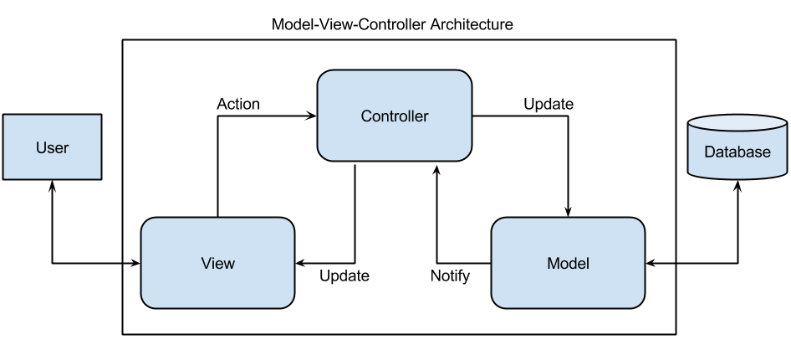 Model-View-Controller Architecture
Action
Controller
Update
User
Database
View
Update
Notify
Model